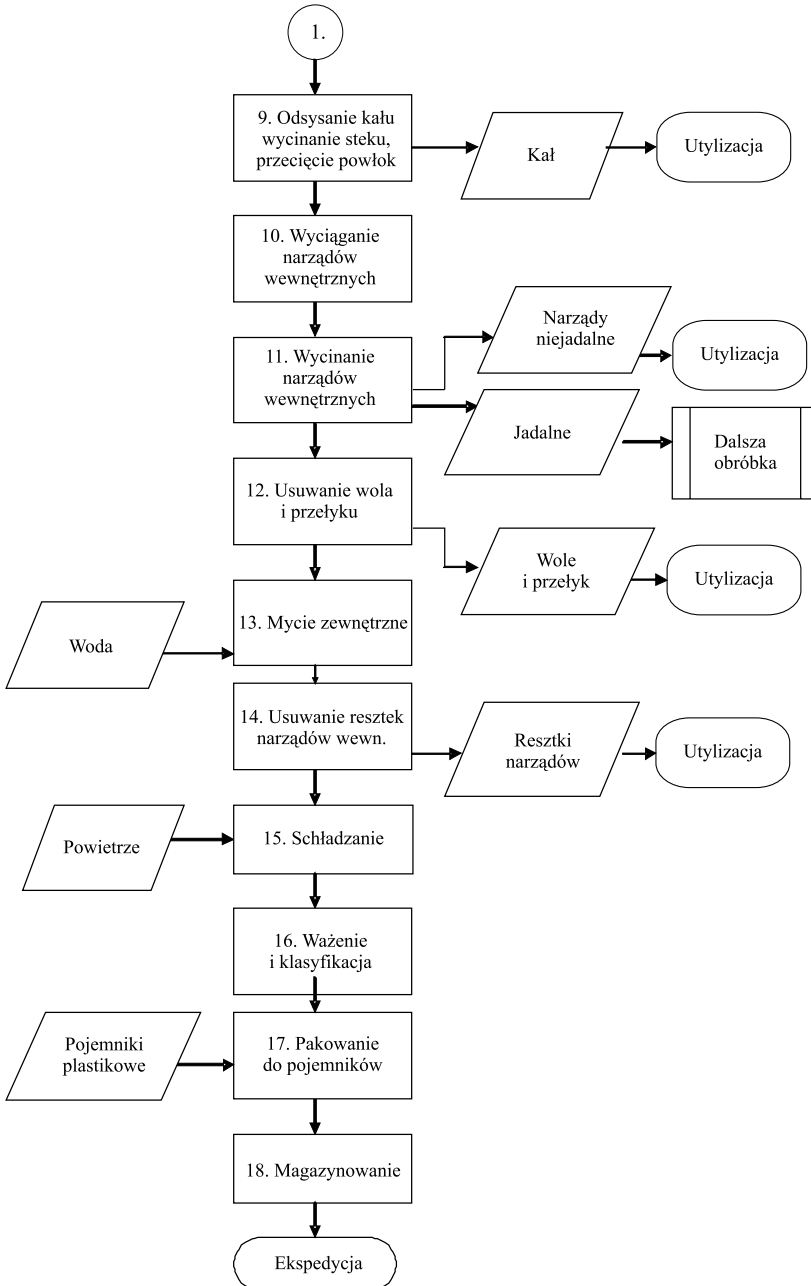 1.
9. Odsysanie kału
wycinanie steku,
przecięcie powłok
Kał
Utylizacja
10. Wyciąganie
narządów
wewnętrznych
11. Wycinanie
narządów
wewnętrznych
Narządy
niejadalne
Utylizacja
Jadalne
Dalsza
obróbka
12. Usuwanie wola
i przełyku
Wole
i przełyk
Utylizacja
13. Mycie zewnętrzne
Woda
14. Usuwanie resztek
narządów wewn.
Resztki
narządów
Utylizacja
Powietrze
15. Schładzanie
16. Ważenie
i klasyfikacja
Pojemniki
plastikowe
17. Pakowanie
do pojemników
18. Magazynowanie
Ekspedycja